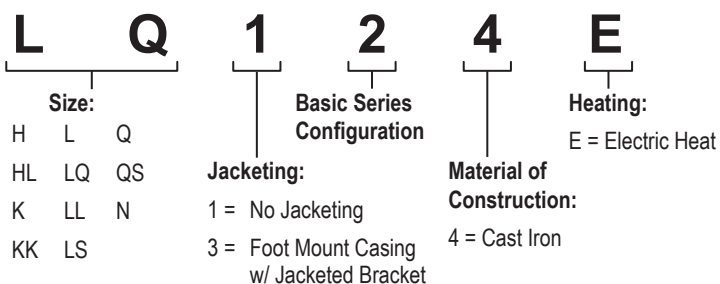 L Q 1 2 4 E
Size:
H L Q
HL LQ QS
K LL N
KK LS
Jacketing:
1 = No Jacketing
3 = Foot Mount Casing
w/ Jacketed Bracket
Basic Series
Configuration
Material of
Construction:
4 = Cast Iron
Heating:
E = Electric Heat